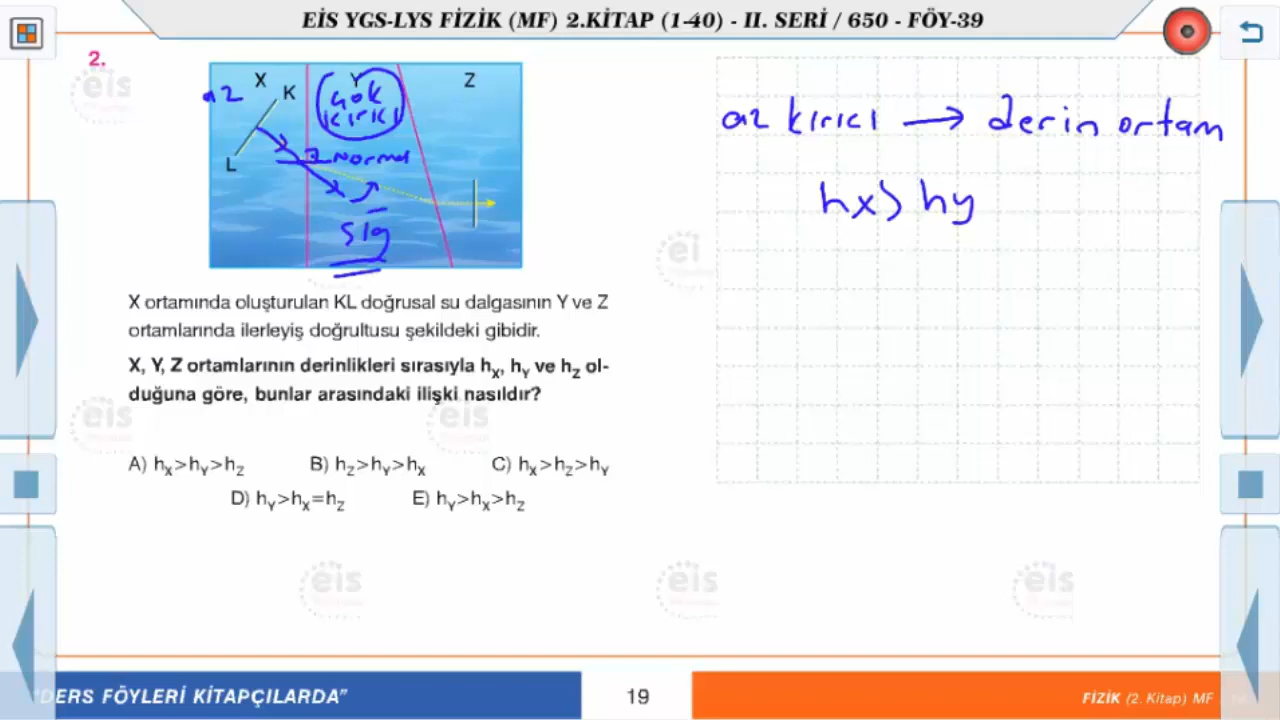 EİS YGS-LYS FİZİK (MF) 2.KİTAP (1-40) - II. SERİ / 650 - FÖY-39
2.
X Y Z
K
L
az
çok
kırıcı
Normal
sığ
az kırıcı → derin ortam
hx > hy
X ortamında oluşturulan KL doğrusal su dalgasının Y ve Z
ortamlarında ilerleyiş doğrultusu şekildeki gibidir.
X, Y, Z ortamlarının derinlikleri sırasıyla hX, hY ve hZ ol-
duğuna göre, bunlar arasındaki ilişki nasıldır?
A) hX>hY>hZ B) hZ>hY>hX C) hX>hZ>hY
D) hY>hX=hZ E) hY>hX>hZ
eis
"DERS FÖYLERİ KİTAPÇILARDA"
19
FİZİK (2. Kitap) MF